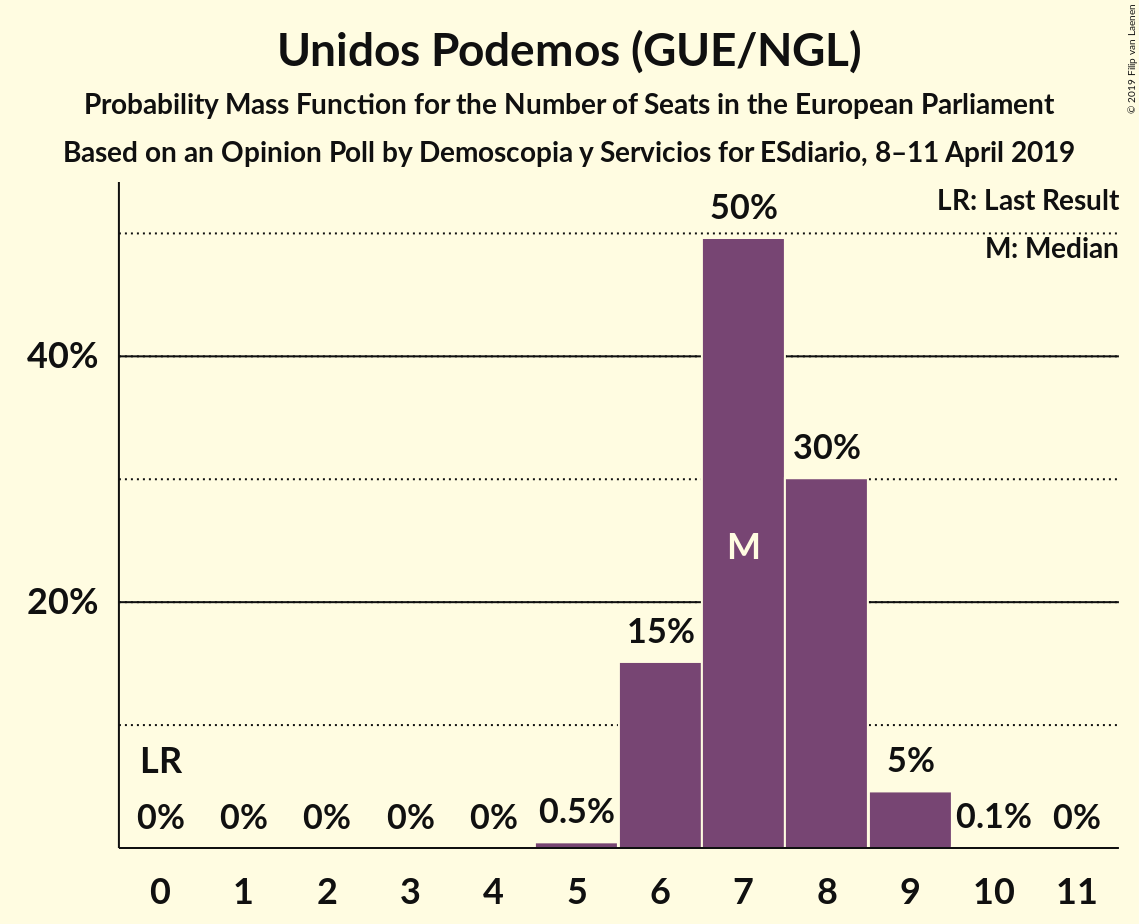 Unidos Podemos (GUE/NGL)
Probability Mass Function for the Number of Seats in the European Parliament
Based on an Opinion Poll by Demoscopia y Servicios for ESdiario, 8–11 April 2019
© 2019 Filip van Laenen
LR: Last Result
M: Median
50%
40%
30%
M
20%
15%
LR
5%
0% 0% 0% 0% 0% 0.5% 0.1% 0%
0 1 2 3 4 5 6 7 8 9 10 11